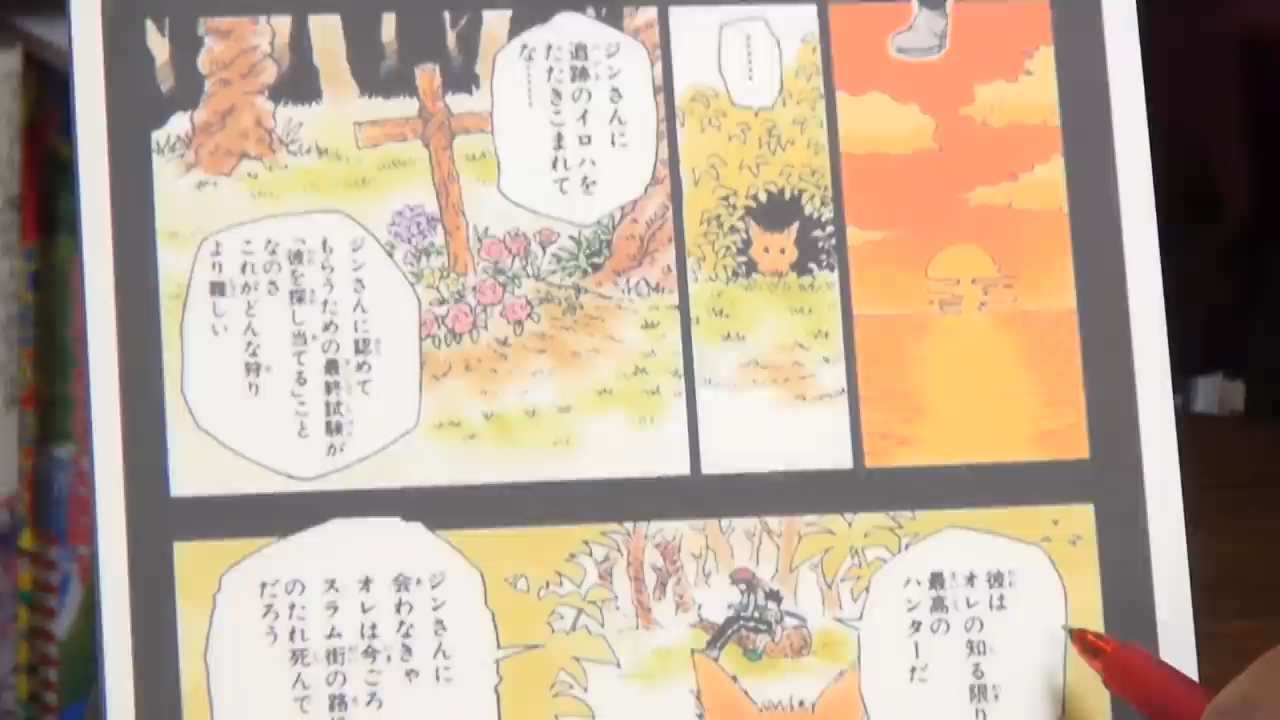 ………
ジンさんに
追跡のイロハを
たたきこまれて
な………
ジンさんに認めて
もらうための最終試験が
「彼を探し当てる」こと
なのさ
これがどんな狩り
より難しい
彼は
オレの知る限り
最高の
ハンターだ
ジンさんに
会わなきゃ
オレは今ごろ
スラム街の路
のたれ死んで
だろう